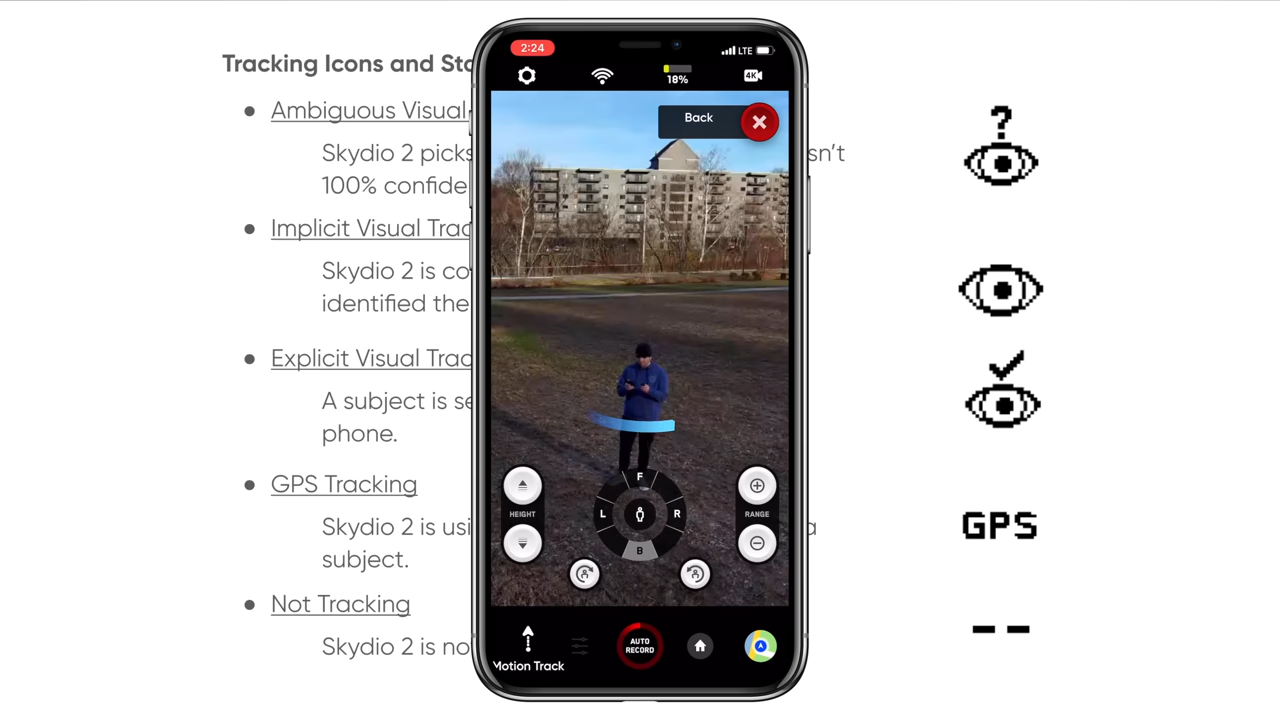 Tracking Icons and Sta
Ambiguous Visual
Skydio 2 picks
sn't
100% confide
Implicit Visual Trac
Skydio 2 is co
identified the
Explicit Visual Trac
A subject is se
phone.
GPS Tracking
Skydio 2 is usi
a
subject.
Not Tracking
Skydio 2 is no
2:24
LTE
18%
4K
Back
F
L
R
B
HEIGHT
RANGE
AUTO
RECORD
Motion Track
?
GPS
– –